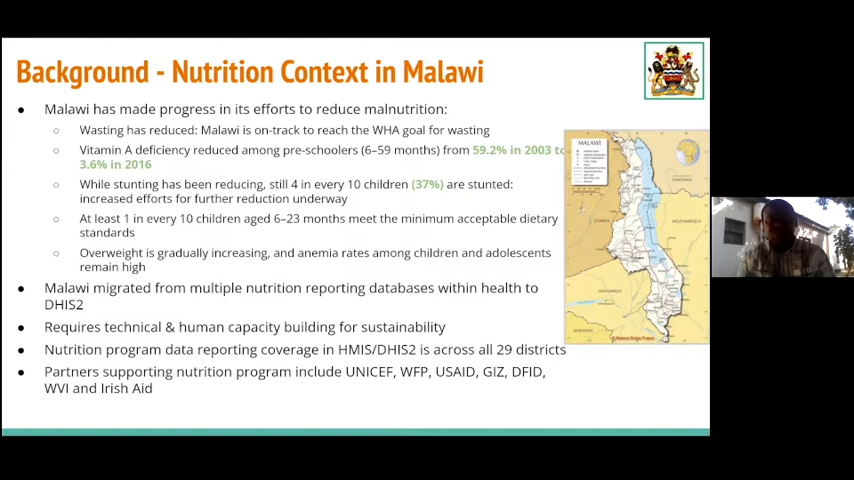 Background - Nutrition Context in Malawi
● Malawi has made progress in its efforts to reduce malnutrition:
○ Wasting has reduced: Malawi is on-track to reach the WHA goal for wasting
○ Vitamin A deficiency reduced among pre-schoolers (6–59 months) from 59.2% in 2003 to
3.6% in 2016
○ While stunting has been reducing, still 4 in every 10 children (37%) are stunted:
increased efforts for further reduction underway
○ At least 1 in every 10 children aged 6–23 months meet the minimum acceptable dietary
standards
○ Overweight is gradually increasing, and anemia rates among children and adolescents
remain high
● Malawi migrated from multiple nutrition reporting databases within health to
DHIS2
● Requires technical & human capacity building for sustainability
● Nutrition program data reporting coverage in HMIS/DHIS2 is across all 29 districts
● Partners supporting nutrition program include UNICEF, WFP, USAID, GIZ, DFID,
WVI and Irish Aid
MALAWI